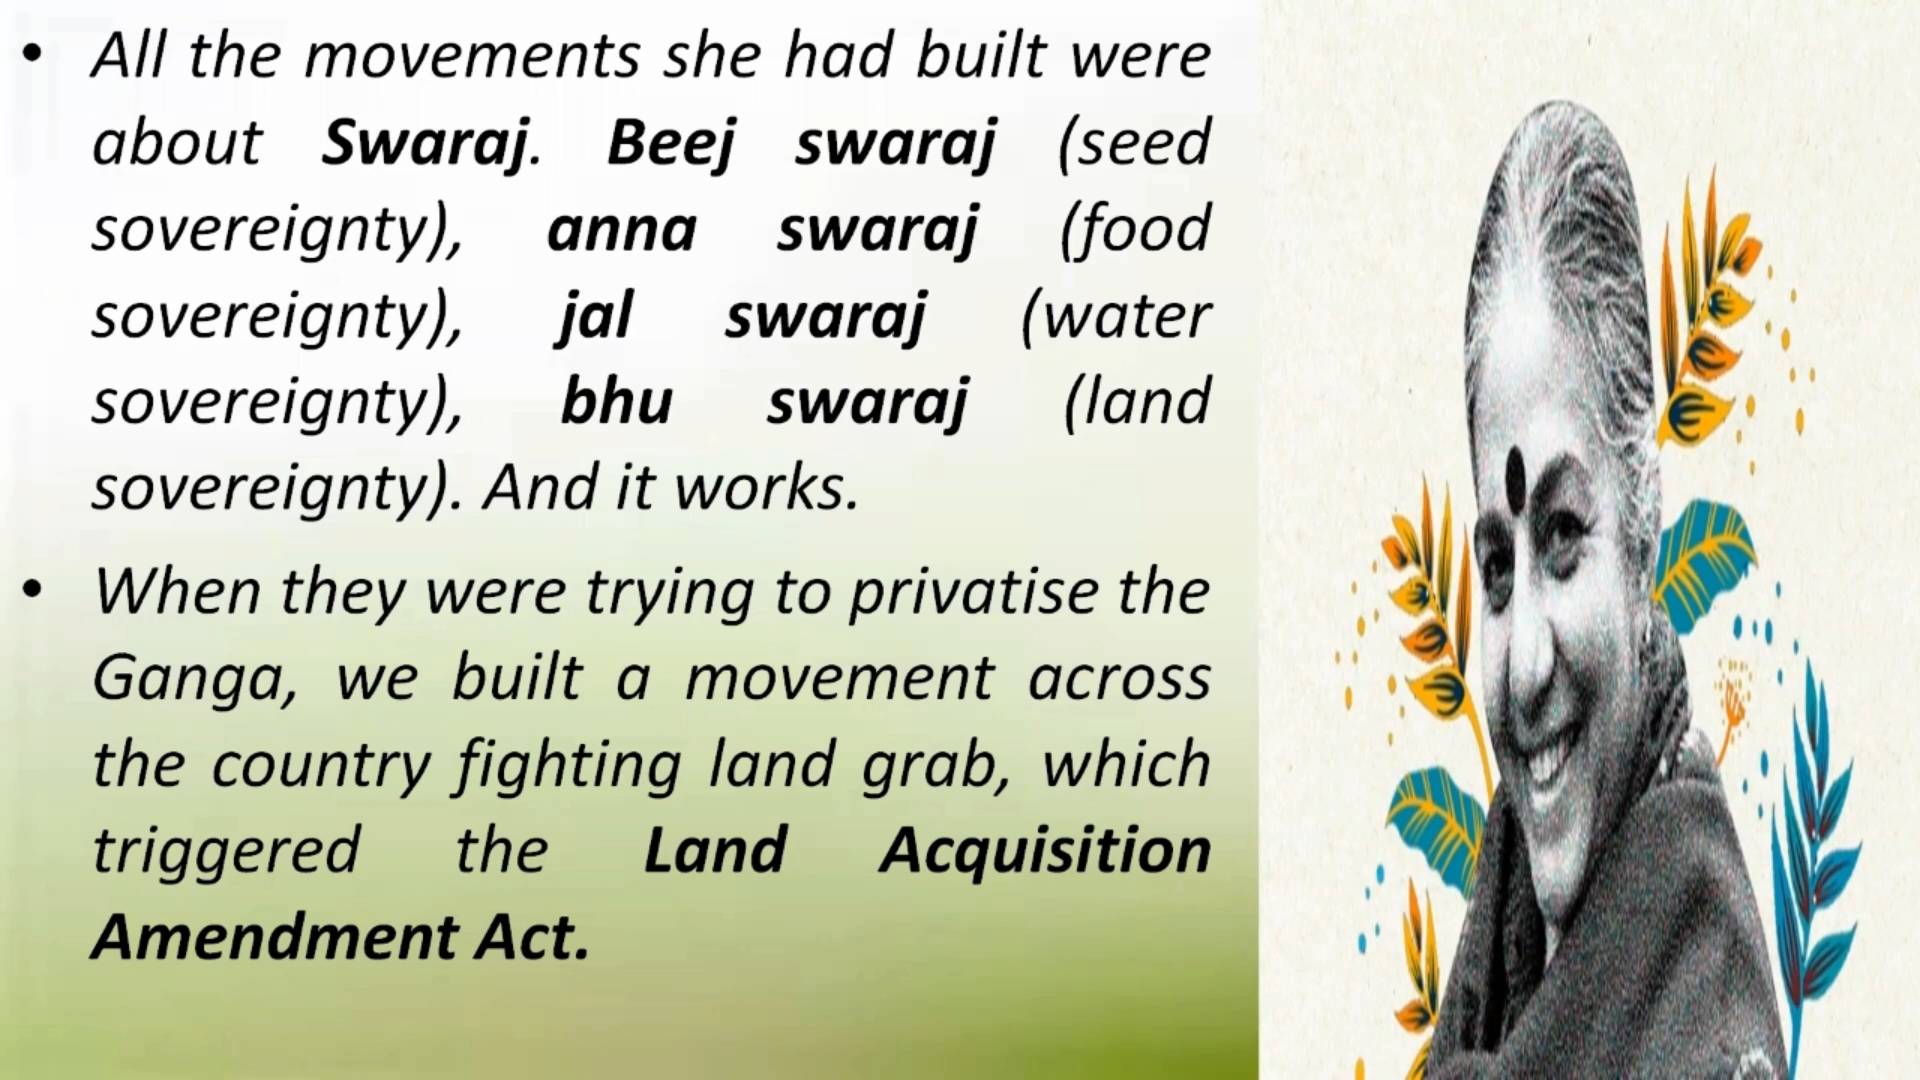 • All the movements she had built were
about Swaraj. Beej swaraj (seed
sovereignty), anna swaraj (food
sovereignty), jal swaraj (water
sovereignty), bhu swaraj (land
sovereignty). And it works.
• When they were trying to privatise the
Ganga, we built a movement across
the country fighting land grab, which
triggered the Land Acquisition
Amendment Act.